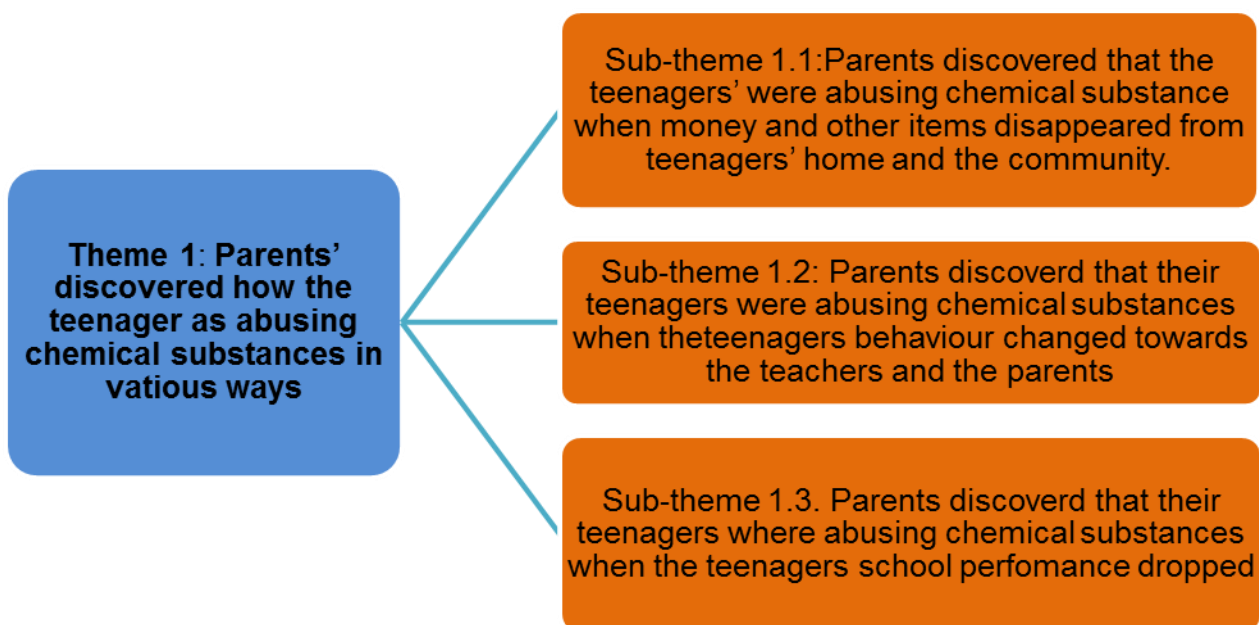 Theme 1: Parents’
discovered how the
teenager as abusing
chemical substances in
vatious ways
Sub-theme 1.1:Parents discovered that the
teenagers’ were abusing chemical substance
when money and other items disappeared from
teenagers’ home and the community.
Sub-theme 1.2: Parents discoverd that their
teenagers were abusing chemical substances
when theteenagers behaviour changed towards
the teachers and the parents
Sub-theme 1.3. Parents discoverd that their
teenagers where abusing chemical substances
when the teenagers school perfomance dropped